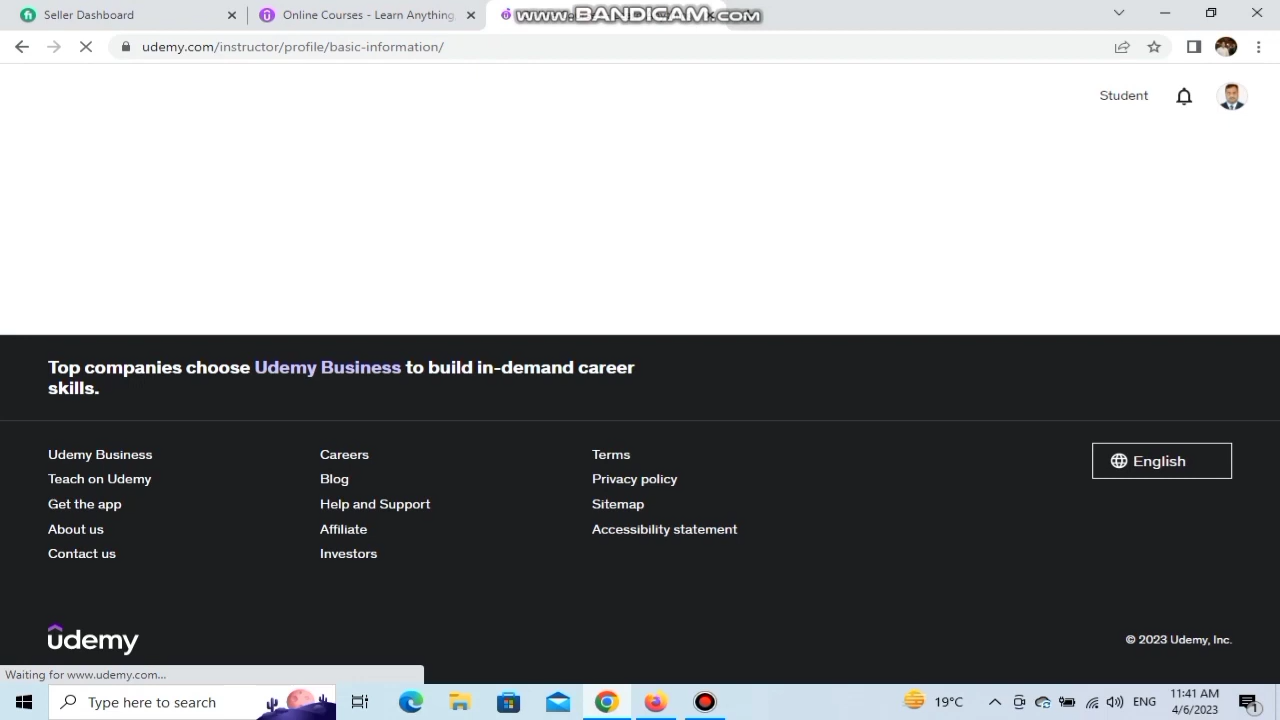 Seller Dashboard
Online Courses - Learn Anything
www.BANDICAM.com
udemy.com/instructor/profile/basic-information/
Student
Top companies choose Udemy Business to build in-demand career
skills.
Udemy Business
Careers
Terms
English
Teach on Udemy
Blog
Privacy policy
Get the app
Help and Support
Sitemap
About us
Affiliate
Accessibility statement
Contact us
Investors
udemy
© 2023 Udemy, Inc.
Waiting for www.udemy.com...
Type here to search
19°C
ENG
11:41 AM
4/6/2023
1